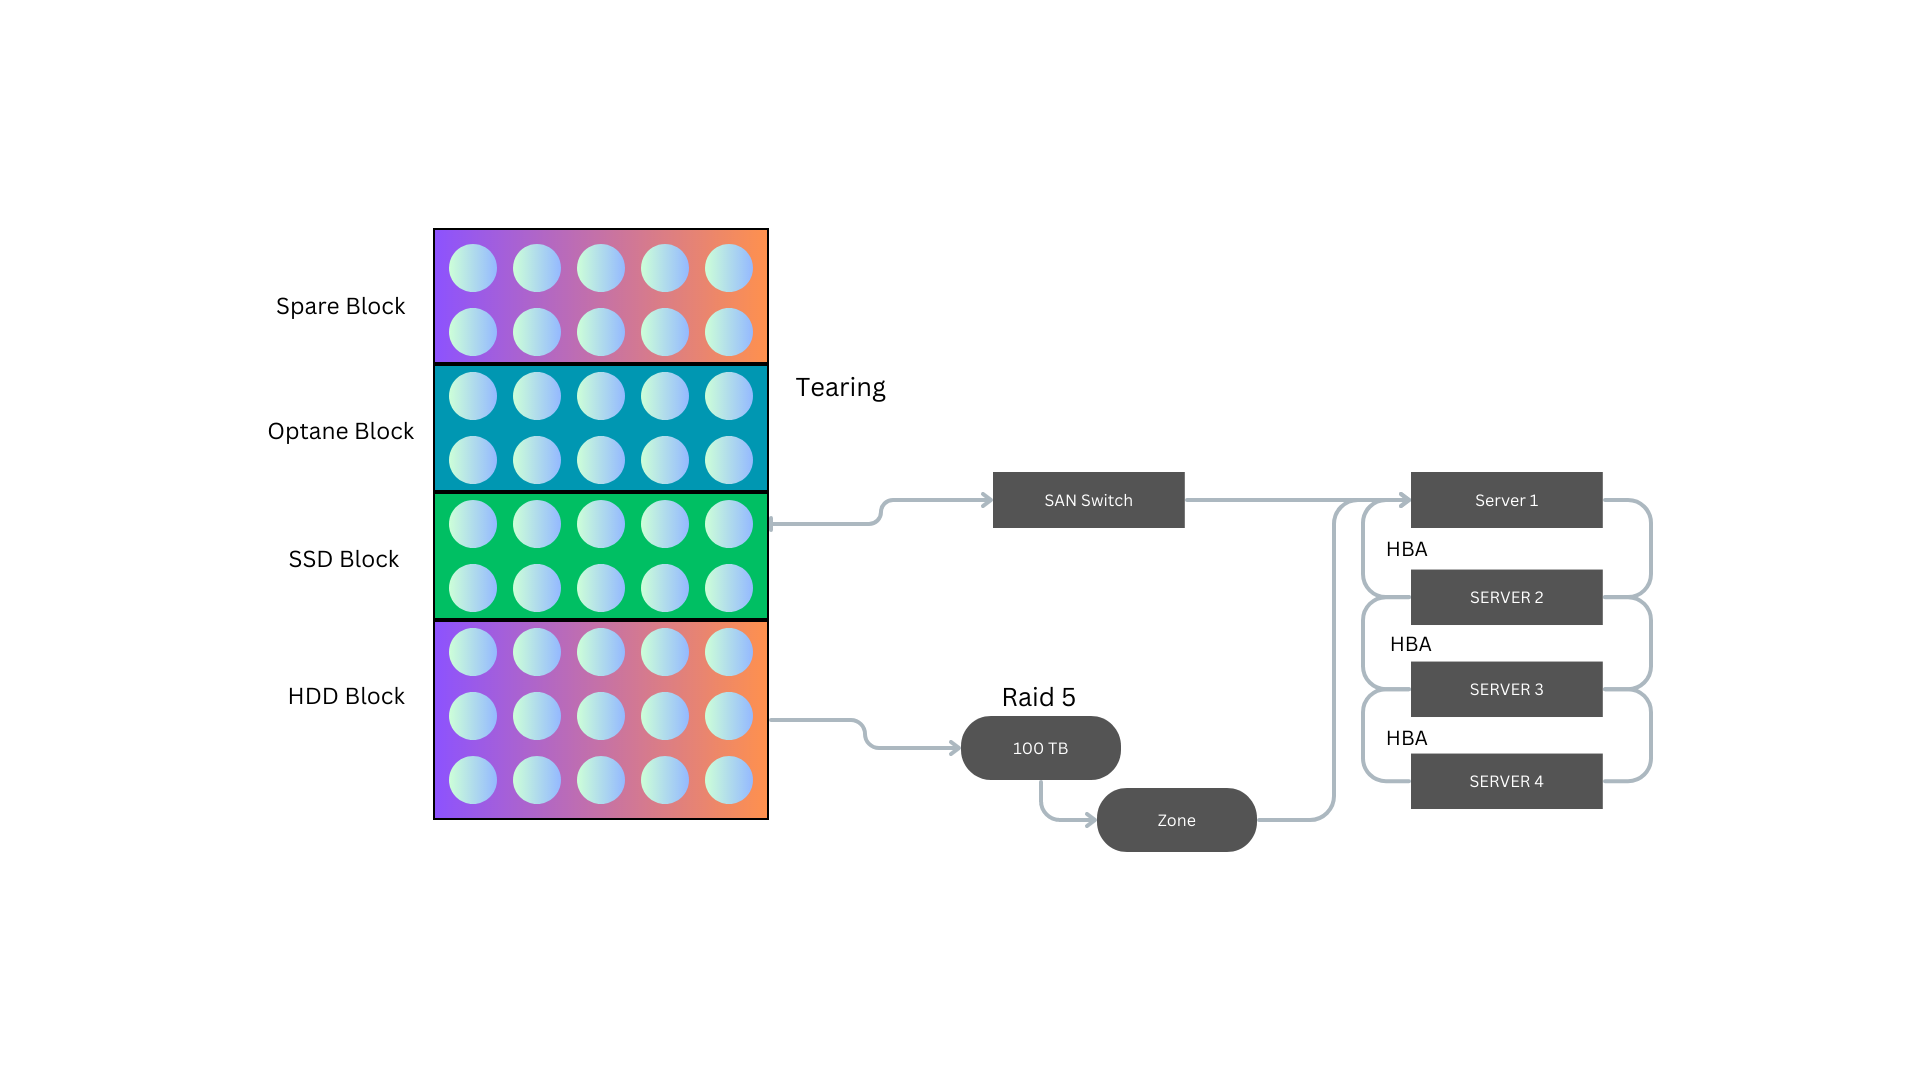 Spare Block
Optane Block
SSD Block
HDD Block
Tearing
SAN Switch
Raid 5
100 TB
Zone
Server 1
HBA
SERVER 2
HBA
SERVER 3
HBA
SERVER 4